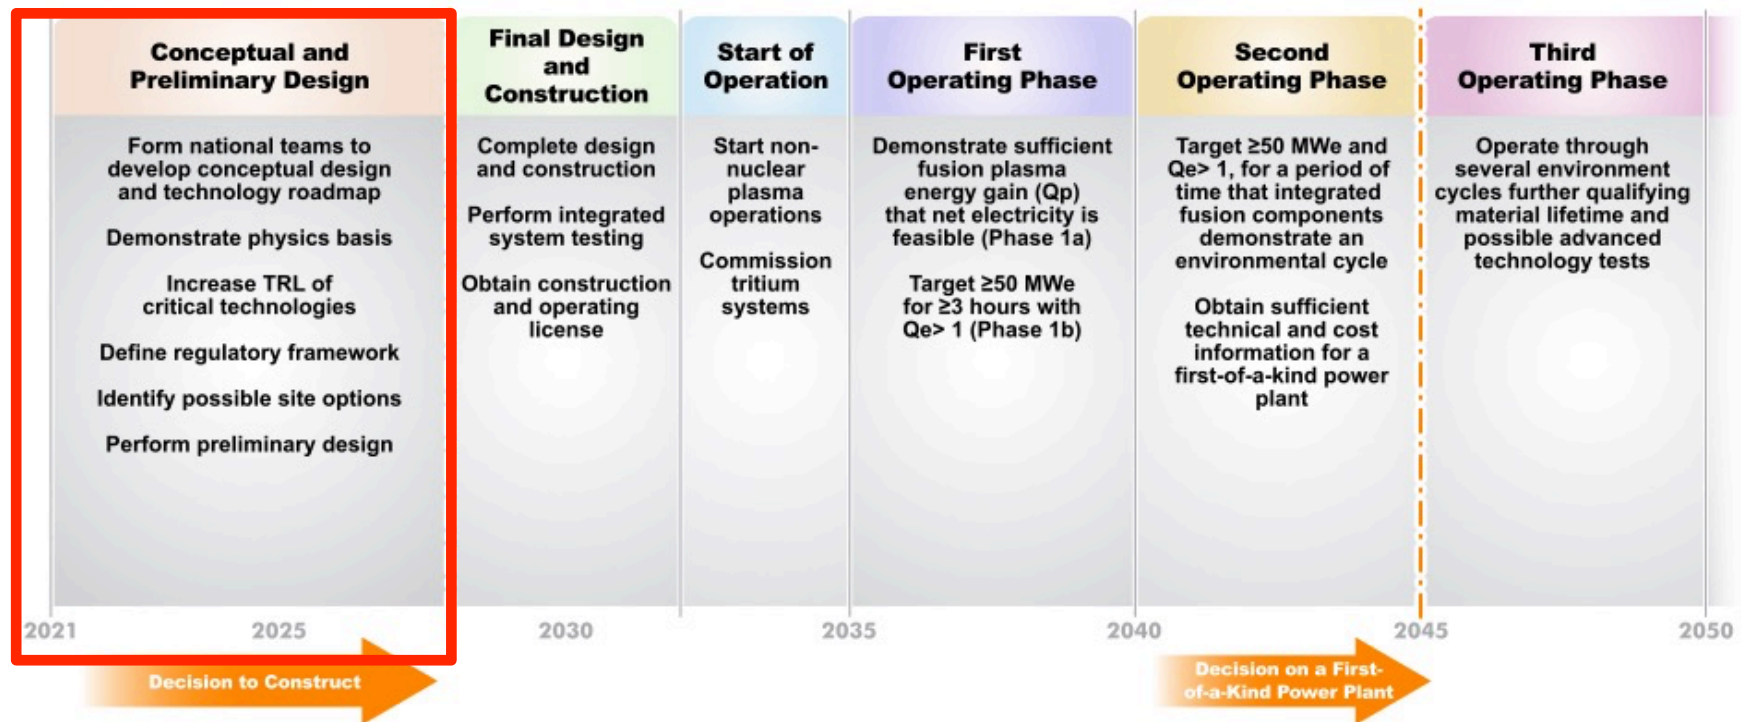 Conceptual and
Preliminary Design
Form national teams to
develop conceptual design
and technology roadmap
Demonstrate physics basis
Increase TRL of
critical technologies
Define regulatory framework
Identify possible site options
Perform preliminary design
Final Design
and
Construction
Complete design
and construction
Perform integrated
system testing
Obtain construction
and operating
license
Start of
Operation
Start non-
nuclear
plasma
operations
Commission
tritium
systems
First
Operating Phase
Demonstrate sufficient
fusion plasma
energy gain (Qp)
that net electricity is
feasible (Phase 1a)
Target ≥50 MWe
for ≥3 hours with
Qe> 1 (Phase 1b)
Second
Operating Phase
Target ≥50 MWe and
Qe> 1, for a period of
time that integrated
fusion components
demonstrate an
environmental cycle
Obtain sufficient
technical and cost
information for a
first-of-a-kind power
plant
Third
Operating Phase
Operate through
several environment
cycles further qualifying
material lifetime and
possible advanced
technology tests
2021 2025 2030 2035 2040 2045 2050
Decision to Construct
Decision on a First-
of-a-Kind Power Plant